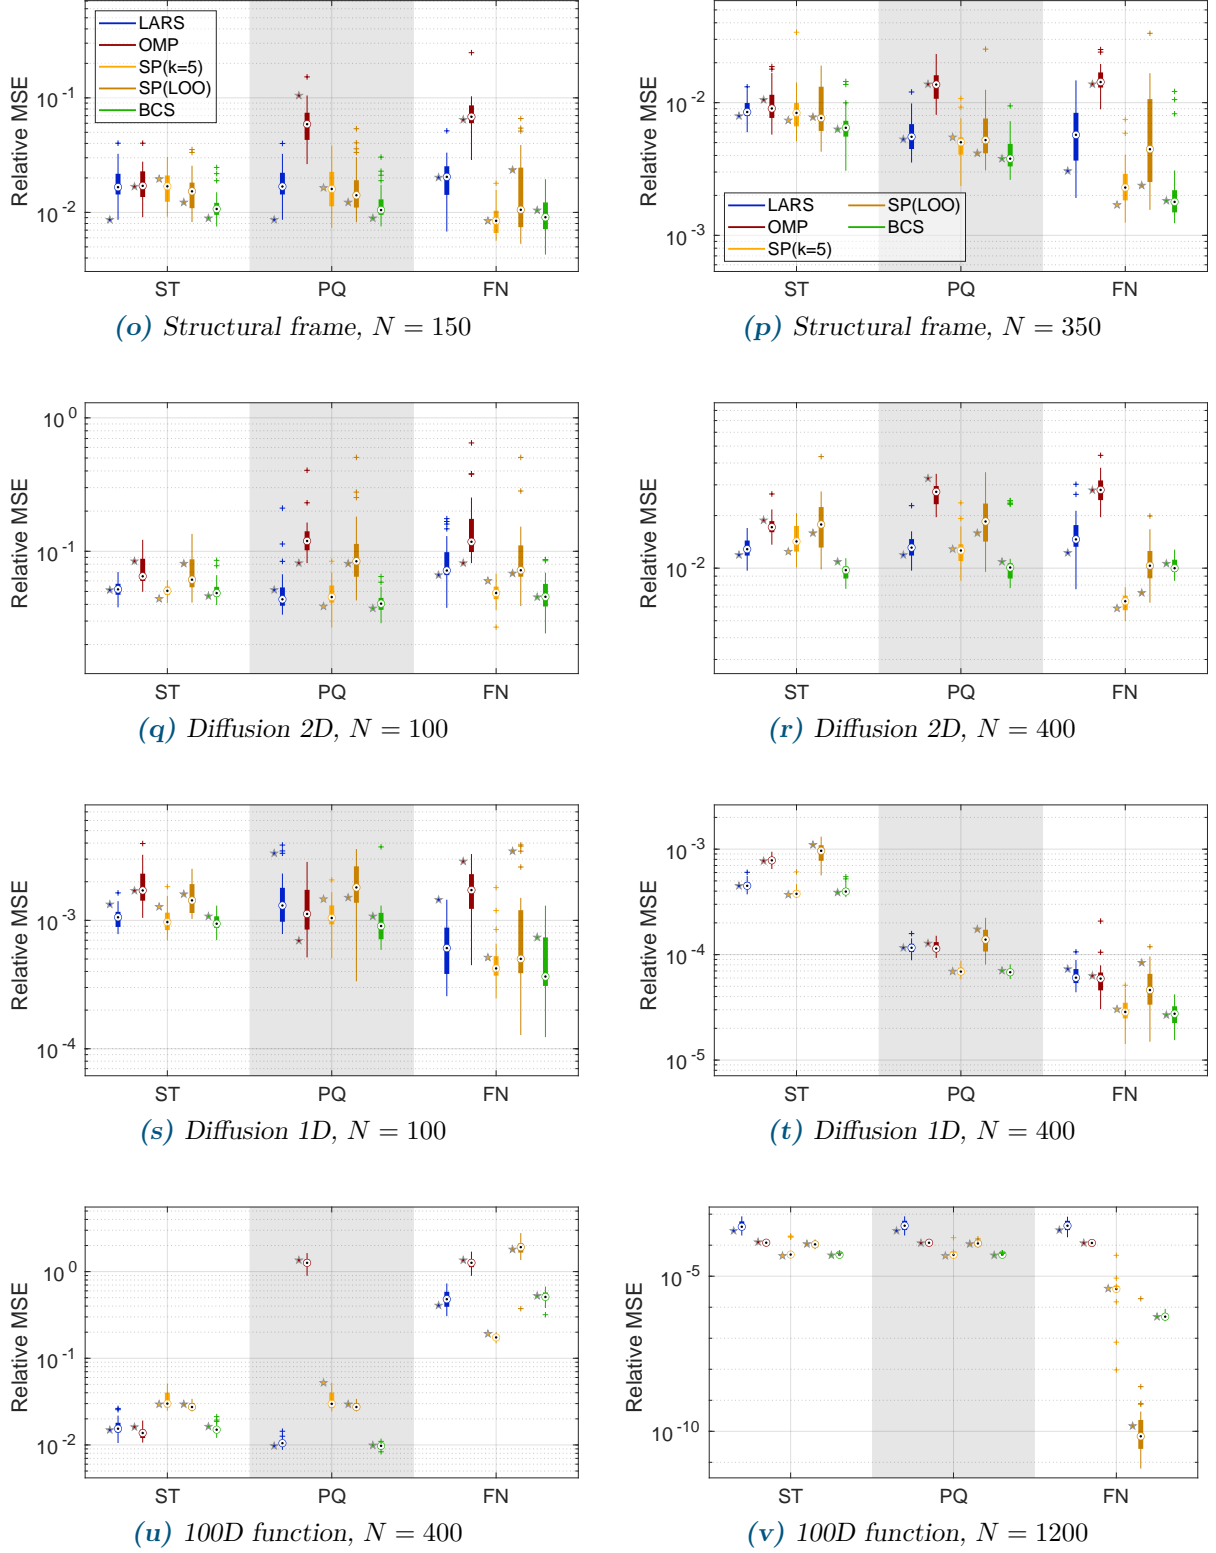 Relative MSE
10^-1
10^-2
LARS
OMP
SP(k=5)
SP(LOO)
BCS
ST PQ FN
(o) Structural frame, N = 150
Relative MSE
10^-2
10^-3
LARS SP(LOO)
OMP BCS
SP(k=5)
ST PQ FN
(p) Structural frame, N = 350
Relative MSE
10^0
10^-1
ST PQ FN
(q) Diffusion 2D, N = 100
Relative MSE
10^-2
ST PQ FN
(r) Diffusion 2D, N = 400
Relative MSE
10^-3
10^-4
ST PQ FN
(s) Diffusion 1D, N = 100
Relative MSE
10^-3
10^-4
10^-5
ST PQ FN
(t) Diffusion 1D, N = 400
Relative MSE
10^0
10^-1
10^-2
ST PQ FN
(u) 100D function, N = 400
Relative MSE
10^-5
10^-10
ST PQ FN
(v) 100D function, N = 1200